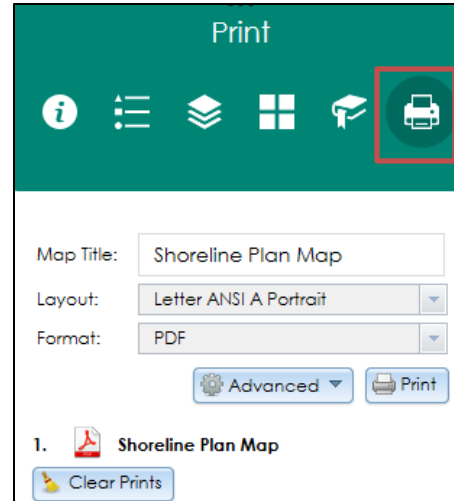 Print
Map Title: Shoreline Plan Map
Layout: Letter ANSI A Portrait
Format: PDF
Advanced Print
1. Shoreline Plan Map
Clear Prints